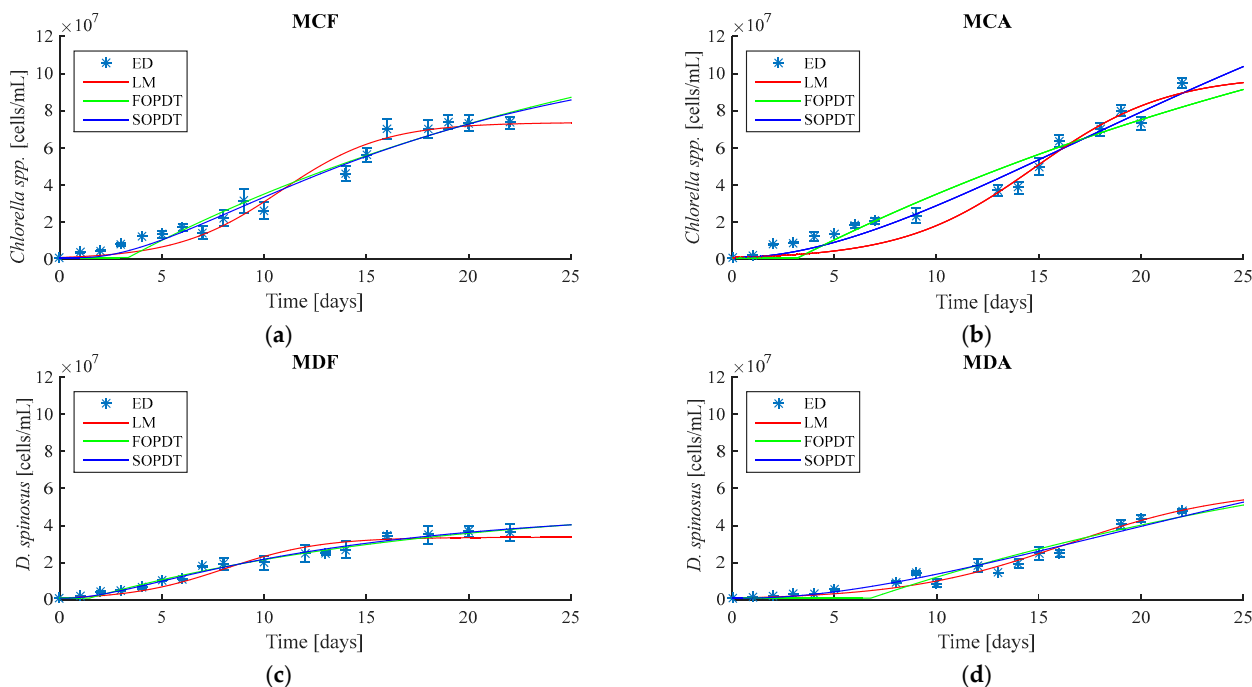 MCF
×10^7
12
10
8
6
4
2
0
Chlorella spp. [cells/mL]
ED
LM
FOPDT
SOPDT
0 5 10 15 20 25
Time [days]
(a)
MCA
×10^7
12
10
8
6
4
2
0
Chlorella spp. [cells/mL]
ED
LM
FOPDT
SOPDT
0 5 10 15 20 25
Time [days]
(b)
MDF
×10^7
12
10
8
6
4
2
0
D. spinosus [cells/mL]
ED
LM
FOPDT
SOPDT
0 5 10 15 20 25
Time [days]
(c)
MDA
×10^7
12
10
8
6
4
2
0
D. spinosus [cells/mL]
ED
LM
FOPDT
SOPDT
0 5 10 15 20 25
Time [days]
(d)